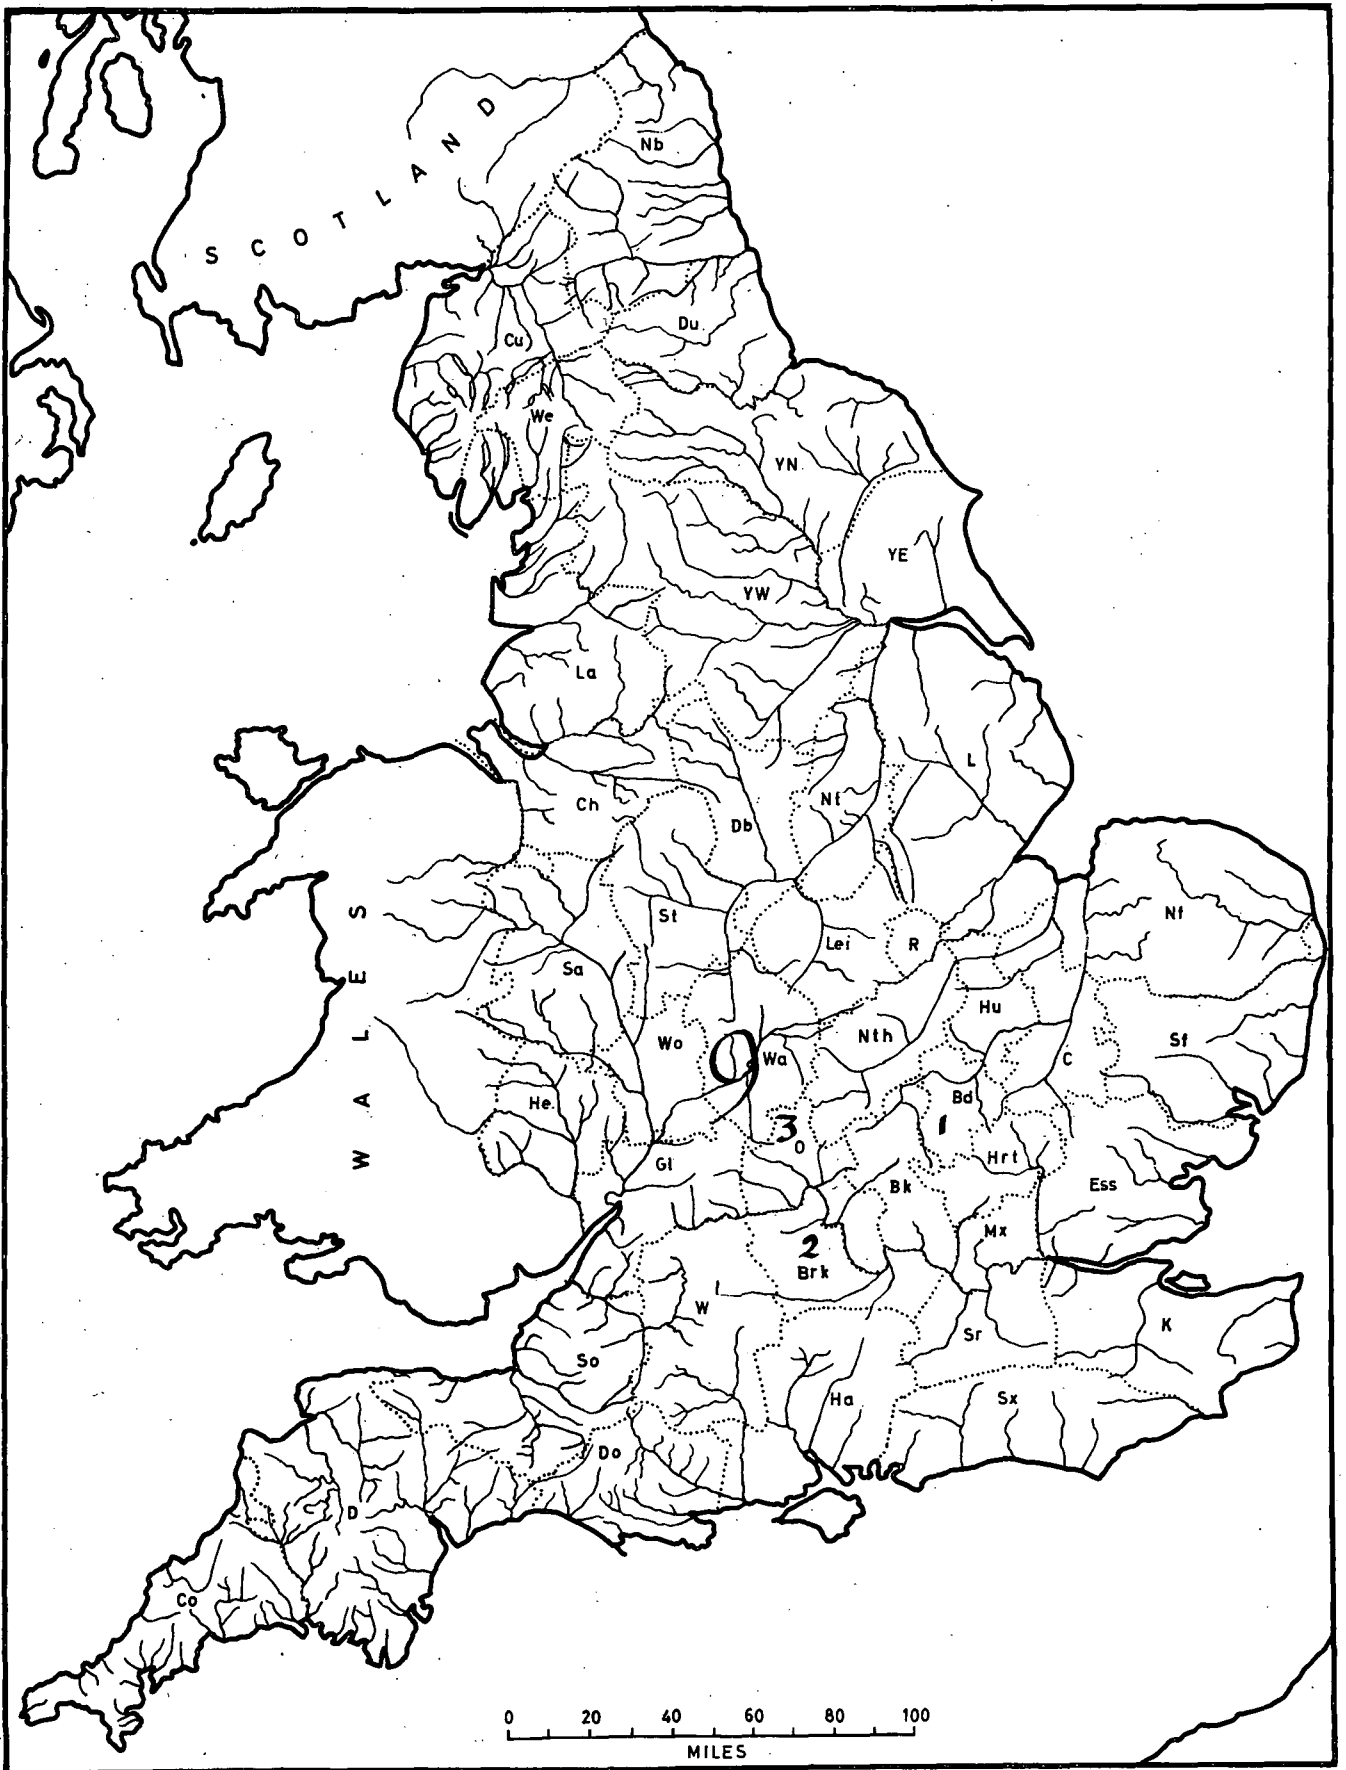 SCOTLAND
Nb
Cu
Du
We
YN
YE
YW
La
L
Ch
Nt
Db
St
Nf
Lei
R
Sa
Hu
Wo
9
Wa
Nth
C
Sf
He
Bd
3
O
1
Gl
Hrt
Bk
Ess
WALES
2
Brk
Mx
W
So
Sr
K
Ha
Sx
Do
D
Co
0 20 40 60 80 100
MILES